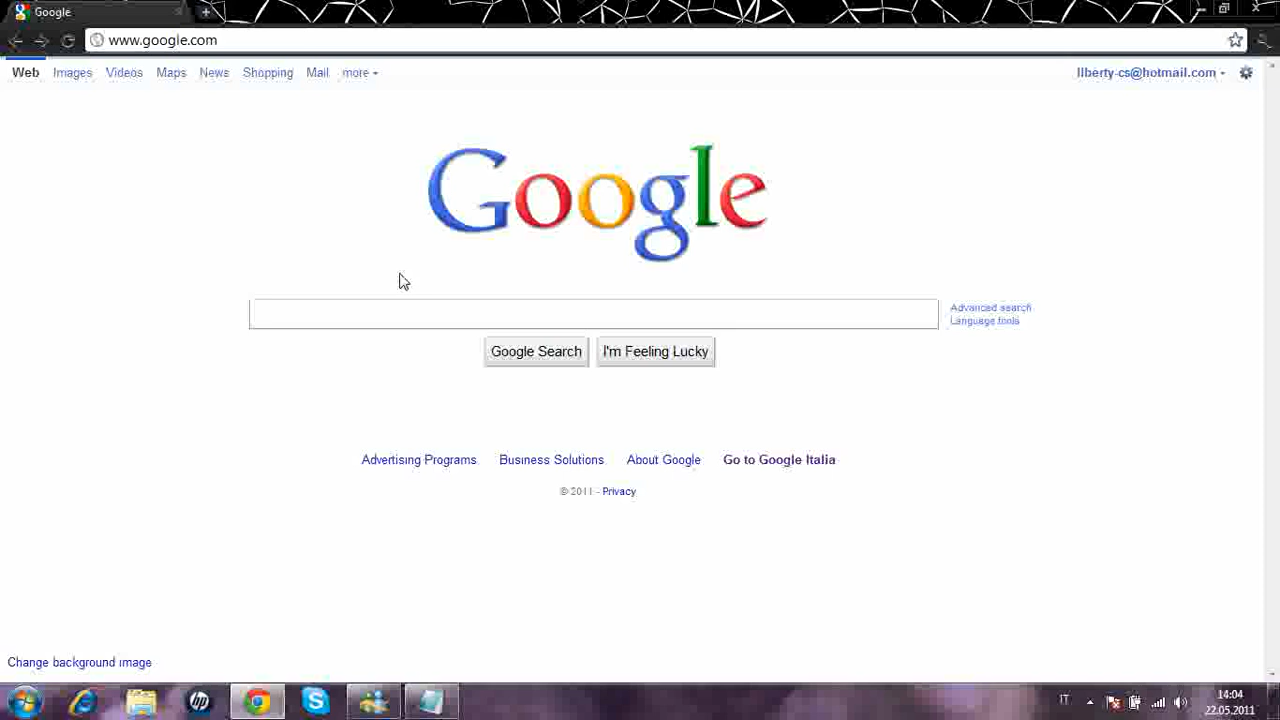 Google
www.google.com
Web Images Videos Maps News Shopping Mail more
llberty-cs@hotmail.com
Google
Advanced search
Language tools
Google Search I'm Feeling Lucky
Advertising Programs Business Solutions About Google Go to Google Italia
© 2011 - Privacy
Change background image
hp
IT
14:04
22.05.2011